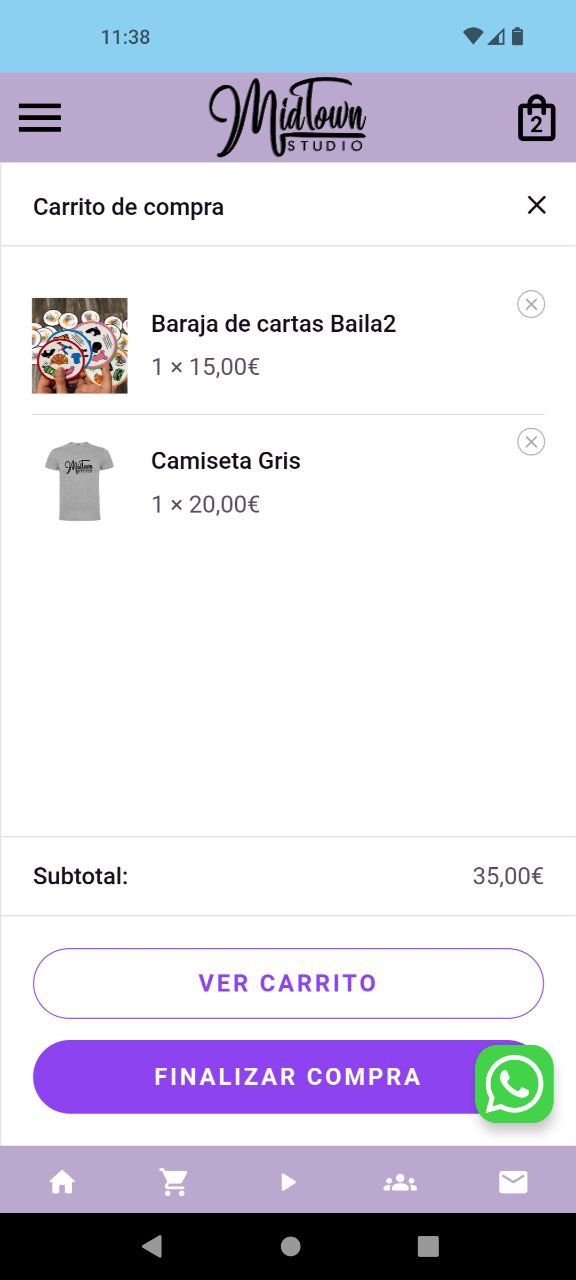 11:38
MidTown
STUDIO
2
Carrito de compra
Baraja de cartas Baila2
1 × 15,00€
Camiseta Gris
1 × 20,00€
Subtotal: 35,00€
VER CARRITO
FINALIZAR COMPRA